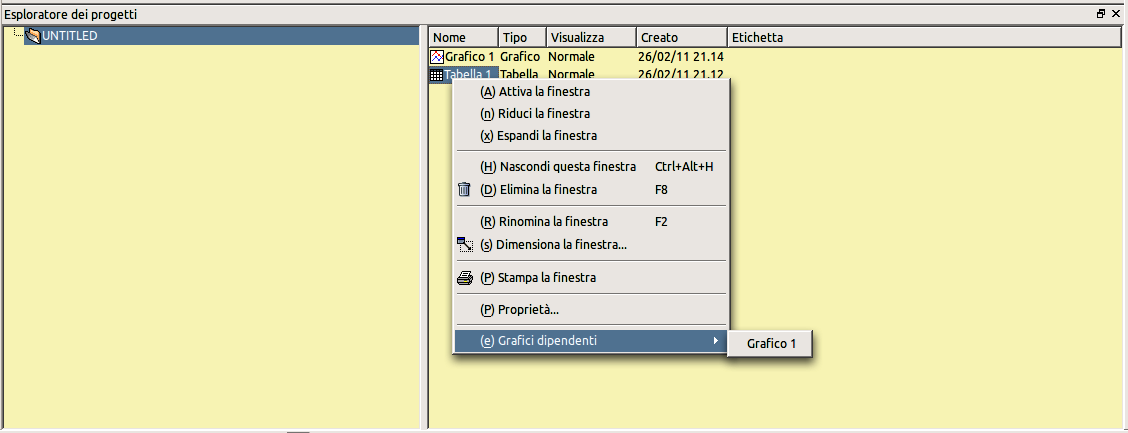 Esploratore dei progetti
UNTITLED
Nome Tipo Visualizza Creato Etichetta
Grafico 1 Grafico Normale 26/02/11 21.14
Tabella 1 Tabella Normale 26/02/11 21.12
(A) Attiva la finestra
(n) Riduci la finestra
(x) Espandi la finestra
(H) Nascondi questa finestra Ctrl+Alt+H
(D) Elimina la finestra F8
(R) Rinomina la finestra F2
(s) Dimensiona la finestra...
(P) Stampa la finestra
(P) Proprietà...
(e) Grafici dipendenti
Grafico 1